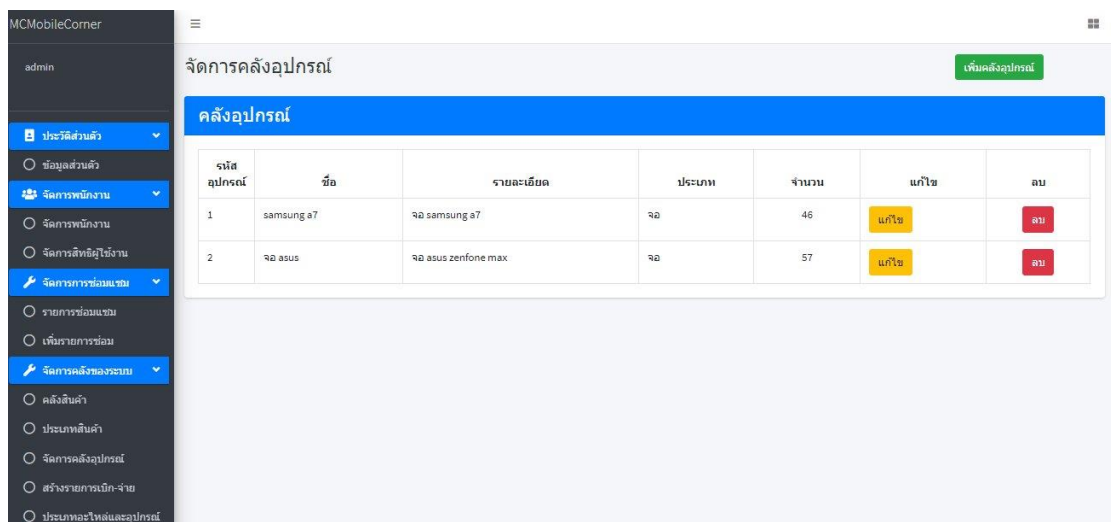 MCMobileCorner
admin
ประวัติส่วนตัว
ข้อมูลส่วนตัว
จัดการพนักงาน
จัดการพนักงาน
จัดการสิทธิผู้ใช้งาน
จัดการการซ่อมแซม
รายการซ่อมแซม
เพิ่มรายการซ่อม
จัดการคลังของระบบ
คลังสินค้า
ประเภทสินค้า
จัดการคลังอุปกรณ์
สร้างรายการเบิก-จ่าย
ประเภทอะไหล่และอุปกรณ์
จัดการคลังอุปกรณ์ เพิ่มคลังอุปกรณ์
คลังอุปกรณ์
รหัส
อุปกรณ์ ชื่อ รายละเอียด ประเภท จำนวน แก้ไข ลบ
1 samsung a7 จอ samsung a7 จอ 46 แก้ไข ลบ
2 จอ asus จอ asus zenfone max จอ 57 แก้ไข ลบ